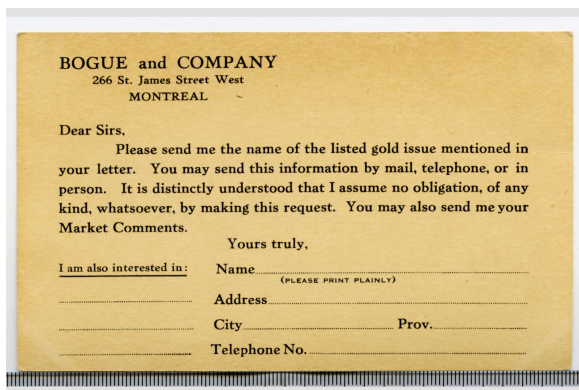 BOGUE and COMPANY
266 St. James Street West
MONTREAL
Dear Sirs,
Please send me the name of the listed gold issue mentioned in
your letter. You may send this information by mail, telephone, or in
person. It is distinctly understood that I assume no obligation, of any
kind, whatsoever, by making this request. You may also send me your
Market Comments.
Yours truly,
I am also interested in:
Name
(PLEASE PRINT PLAINLY)
Address
City Prov.
Telephone No.